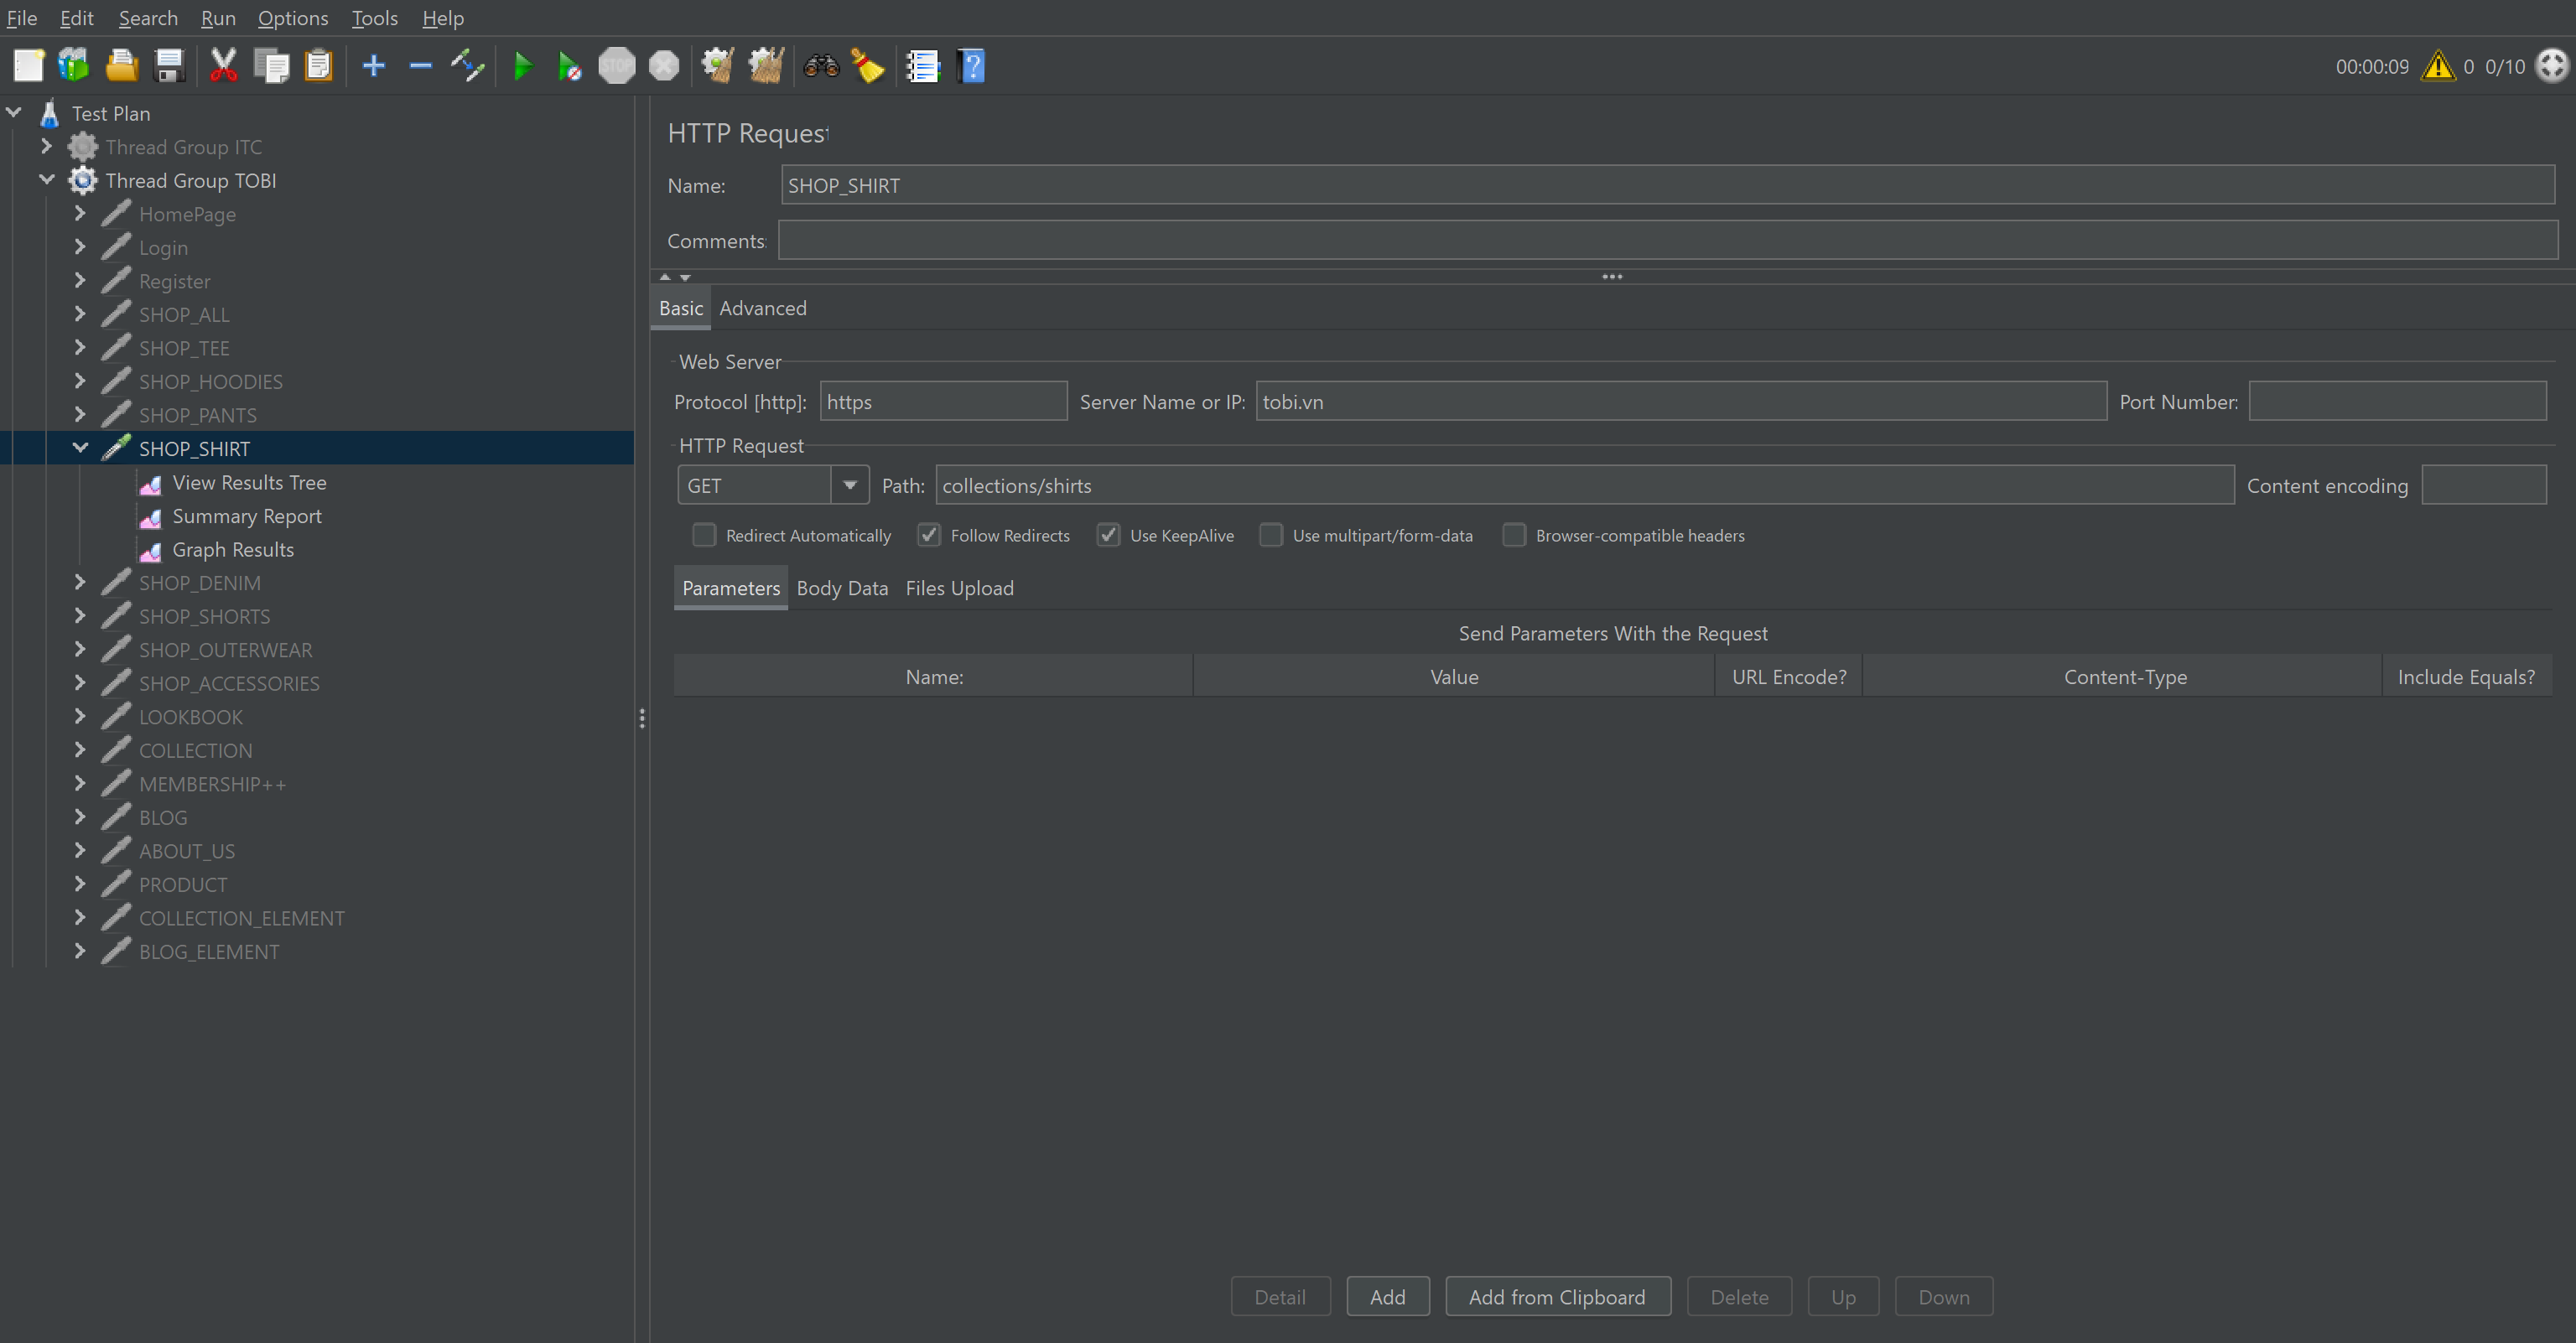 File Edit Search Run Options Tools Help
STOP
00:00:09 0 0/10
Test Plan
Thread Group ITC
Thread Group TOBI
HomePage
Login
Register
SHOP_ALL
SHOP_TEE
SHOP_HOODIES
SHOP_PANTS
SHOP_SHIRT
View Results Tree
Summary Report
Graph Results
SHOP_DENIM
SHOP_SHORTS
SHOP_OUTERWEAR
SHOP_ACCESSORIES
LOOKBOOK
COLLECTION
MEMBERSHIP++
BLOG
ABOUT_US
PRODUCT
COLLECTION_ELEMENT
BLOG_ELEMENT
HTTP Request
Name: SHOP_SHIRT
Comments:
Basic Advanced
Web Server
Protocol [http]: https Server Name or IP: tobi.vn Port Number:
HTTP Request
GET Path: collections/shirts Content encoding
Redirect Automatically Follow Redirects Use KeepAlive Use multipart/form-data Browser-compatible headers
Parameters Body Data Files Upload
Send Parameters With the Request
Name: Value URL Encode? Content-Type Include Equals?
Detail Add Add from Clipboard Delete Up Down